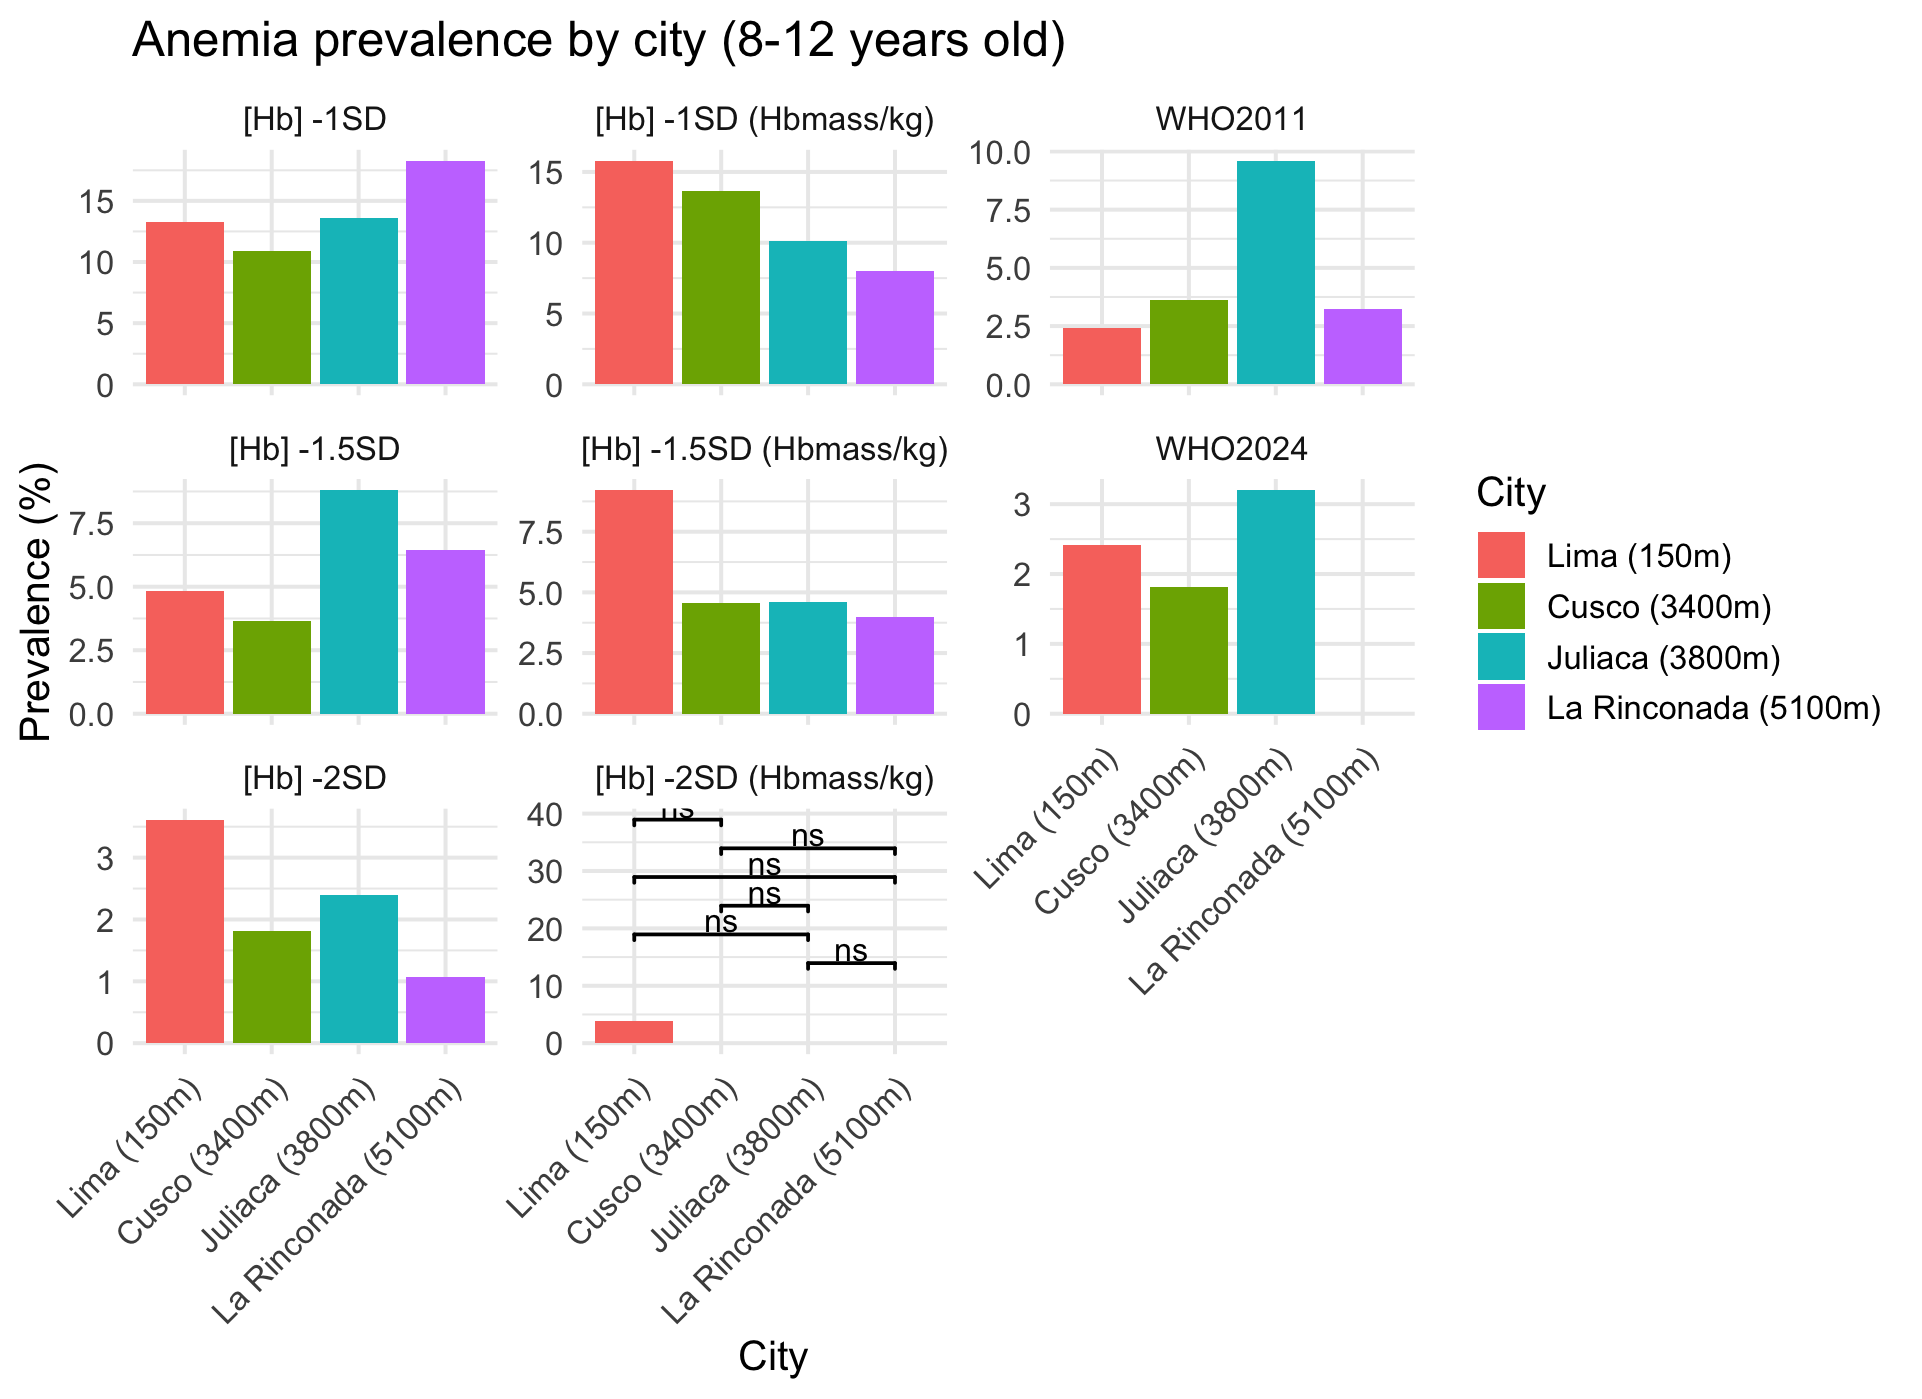 Anemia prevalence by city (8-12 years old)
[Hb] -1SD
[Hb] -1SD (Hbmass/kg)
WHO2011
15
10
5
0
15
10
5
0
10.0
7.5
5.0
2.5
0.0
[Hb] -1.5SD
[Hb] -1.5SD (Hbmass/kg)
WHO2024
Prevalence (%)
7.5
5.0
2.5
0.0
7.5
5.0
2.5
0.0
3
2
1
0
Lima (150m)
Cusco (3400m)
Juliaca (3800m)
La Rinconada (5100m)
City
Lima (150m)
Cusco (3400m)
Juliaca (3800m)
La Rinconada (5100m)
[Hb] -2SD
[Hb] -2SD (Hbmass/kg)
3
2
1
0
40
30
20
10
0
ns
ns
ns
ns
ns
ns
Lima (150m)
Cusco (3400m)
Juliaca (3800m)
La Rinconada (5100m)
Lima (150m)
Cusco (3400m)
Juliaca (3800m)
La Rinconada (5100m)
City